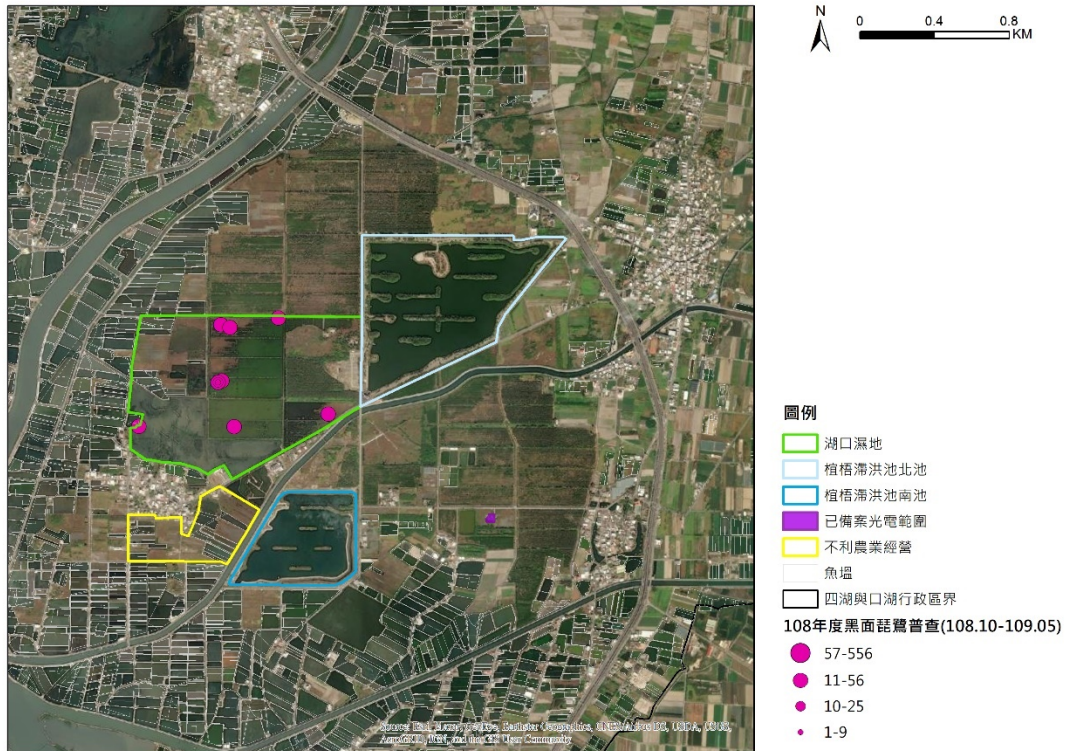 N
0 0.4 0.8
KM
圖例
湖口濕地
椬梧滯洪池北池
椬梧滯洪池南池
已備案光電範圍
不利農業經營
魚塭
四湖與口湖行政區界
108年度黑面琵鷺普查(108.10-109.05)
57-556
11-56
10-25
1-9